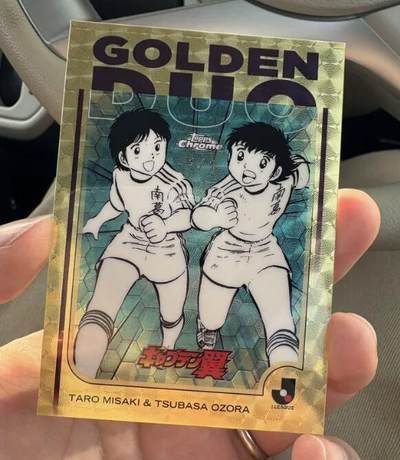 GOLDEN
DUO
Topps
Chrome
南葛
南葛
キャプテン翼
TARO MISAKI & TSUBASA OZORA
J.LEAGUE